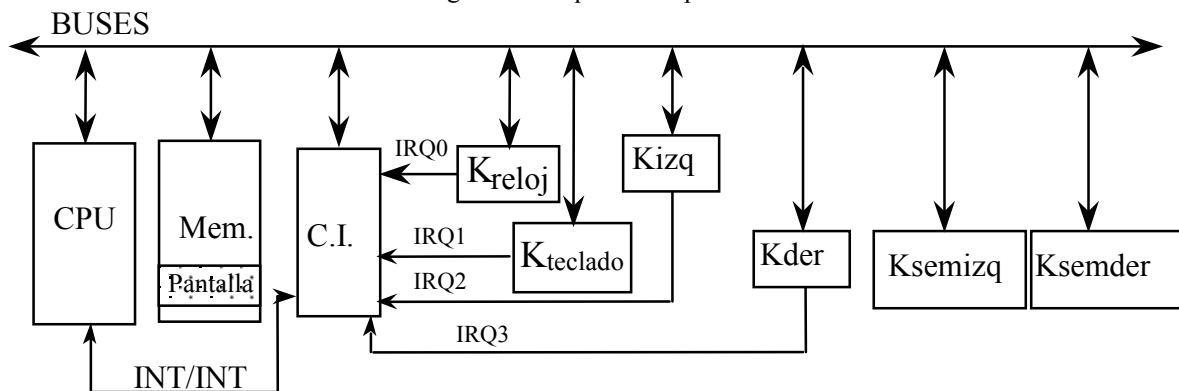 BUSES
CPU
Mem.
Pantalla
C.I.
IRQ0
Kreloj
IRQ1
Kteclado
IRQ2
Kizq
IRQ3
Kder
Ksemizq
Ksemder
INT/INT